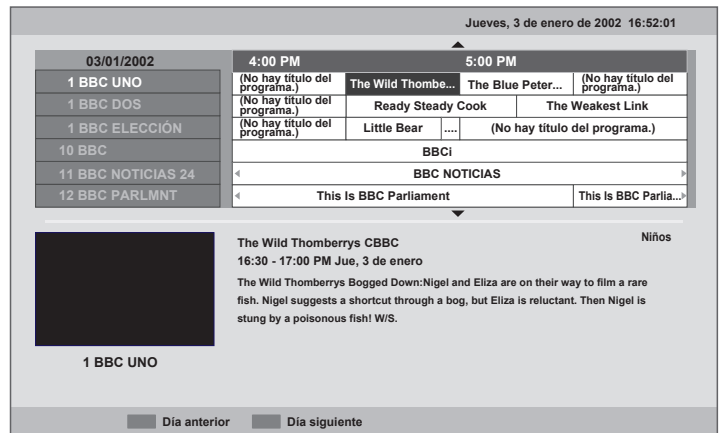 Jueves, 3 de enero de 2002 16:52:01
03/01/2002 4:00 PM 5:00 PM
1 BBC UNO (No hay título del programa.) The Wild Thombe... The Blue Peter... (No hay título del programa.)
1 BBC DOS (No hay título del programa.) Ready Steady Cook The Weakest Link
1 BBC ELECCIÓN (No hay título del programa.) Little Bear .... (No hay título del programa.)
10 BBC BBCi
11 BBC NOTICIAS 24 BBC NOTICIAS
12 BBC PARLMNT This Is BBC Parliament This Is BBC Parlia...
The Wild Thomberrys CBBC Niños
16:30 - 17:00 PM Jue, 3 de enero
The Wild Thomberrys Bogged Down:Nigel and Eliza are on their way to film a rare
fish. Nigel suggests a shortcut through a bog, but Eliza is reluctant. Then Nigel is
stung by a poisonous fish! W/S.
1 BBC UNO
Día anterior Día siguiente